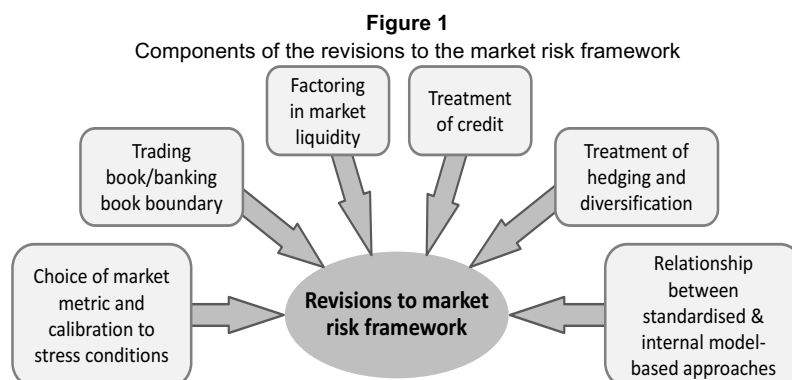 Figure 1
Components of the revisions to the market risk framework
Factoring
in market
liquidity
Treatment
of credit
Trading
book/banking
book boundary
Treatment of
hedging and
diversification
Choice of market
metric and
calibration to
stress conditions
Revisions to market
risk framework
Relationship
between
standardised &
internal model-
based approaches